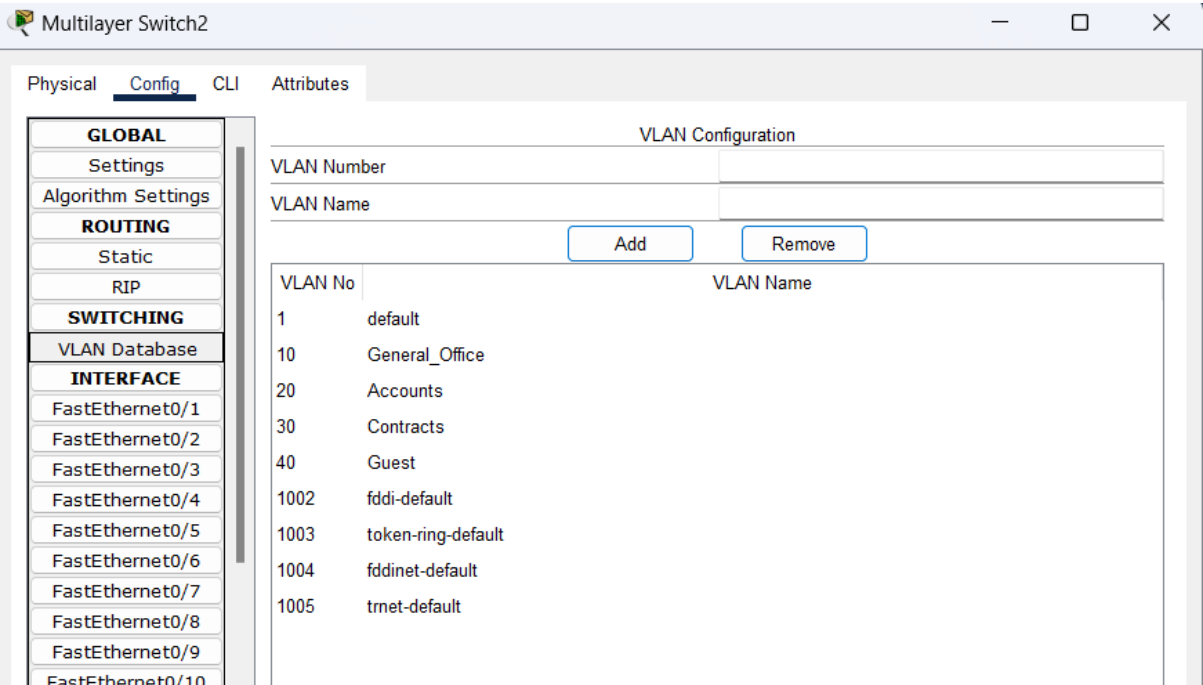 Multilayer Switch2
Physical Config CLI Attributes
GLOBAL
Settings
Algorithm Settings
ROUTING
Static
RIP
SWITCHING
VLAN Database
INTERFACE
FastEthernet0/1
FastEthernet0/2
FastEthernet0/3
FastEthernet0/4
FastEthernet0/5
FastEthernet0/6
FastEthernet0/7
FastEthernet0/8
FastEthernet0/9
FastEthernet0/10
VLAN Configuration
VLAN Number
VLAN Name
Add Remove
VLAN No VLAN Name
1 default
10 General_Office
20 Accounts
30 Contracts
40 Guest
1002 fddi-default
1003 token-ring-default
1004 fddinet-default
1005 trnet-default